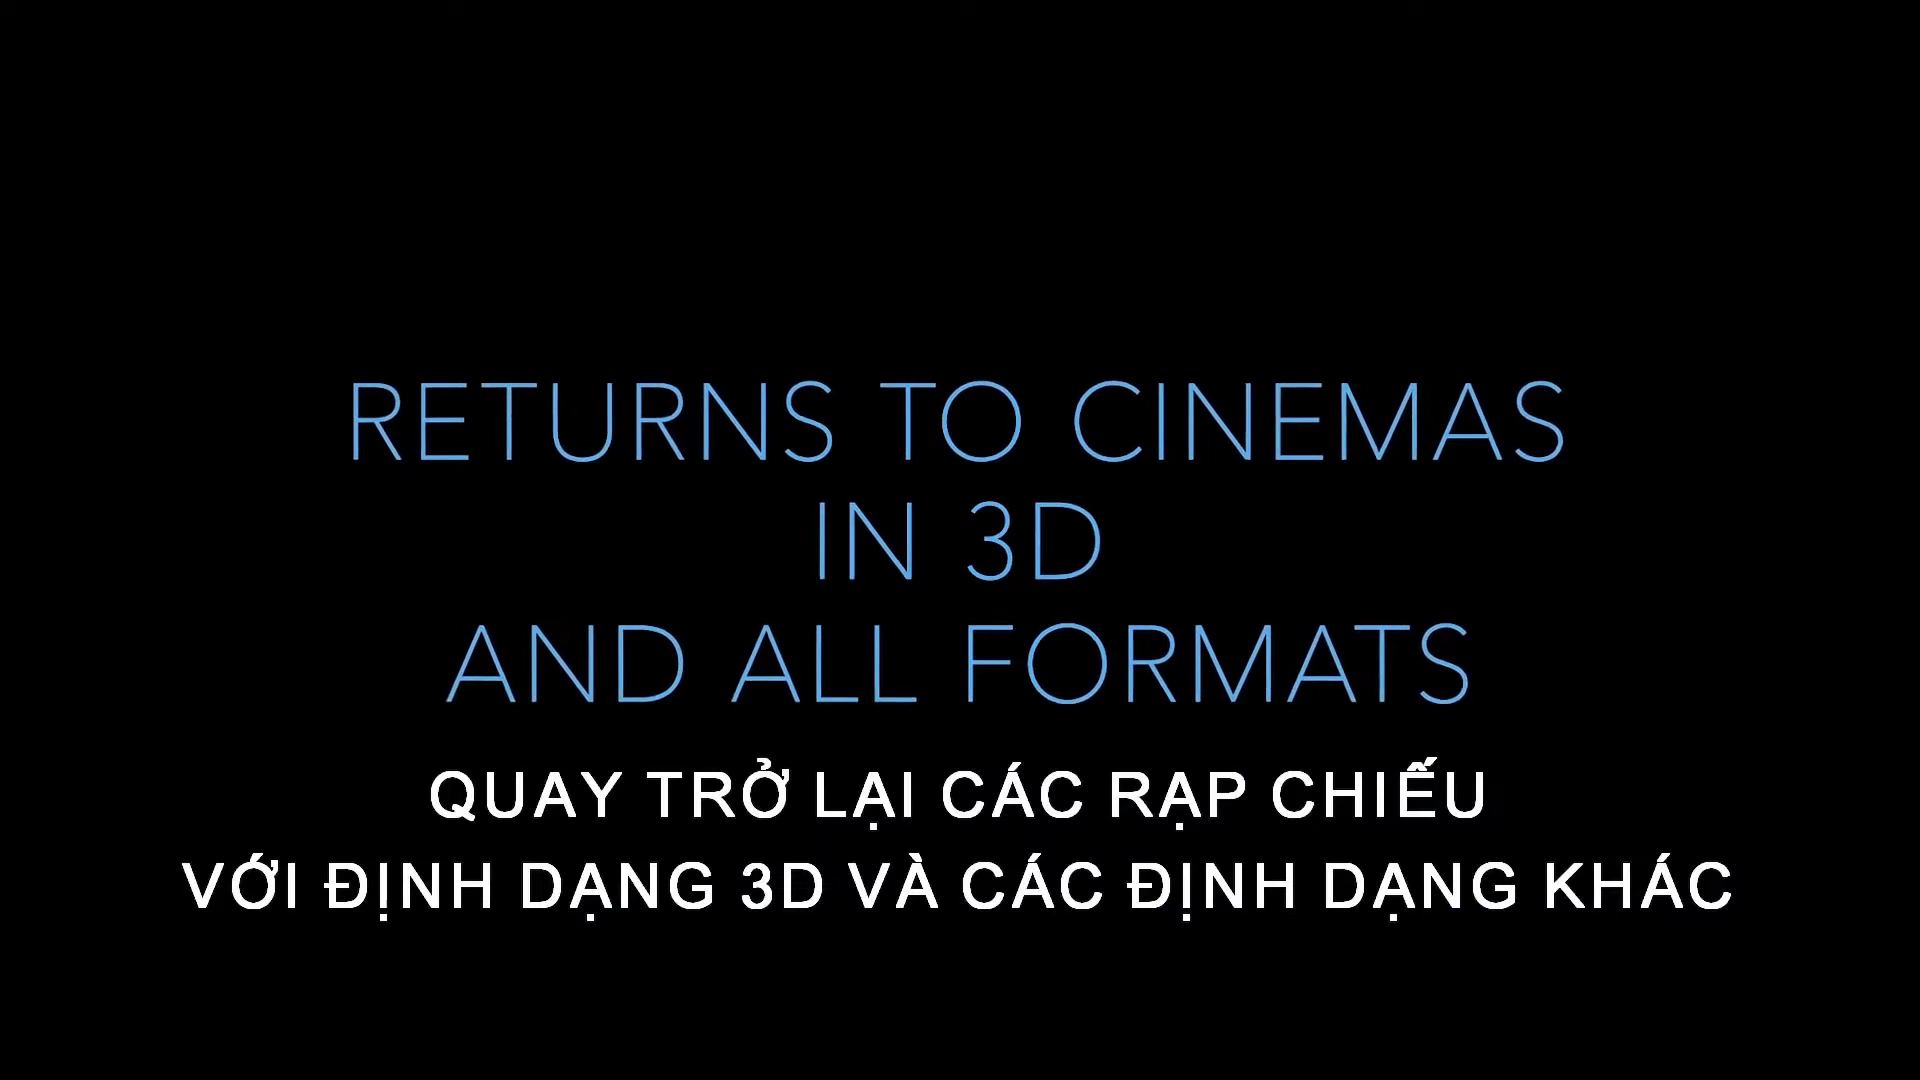 RETURNS TO CINEMAS
IN 3D
AND ALL FORMATS
QUAY TRỞ LẠI CÁC RẠP CHIẾU
VỚI ĐỊNH DẠNG 3D VÀ CÁC ĐỊNH DẠNG KHÁC